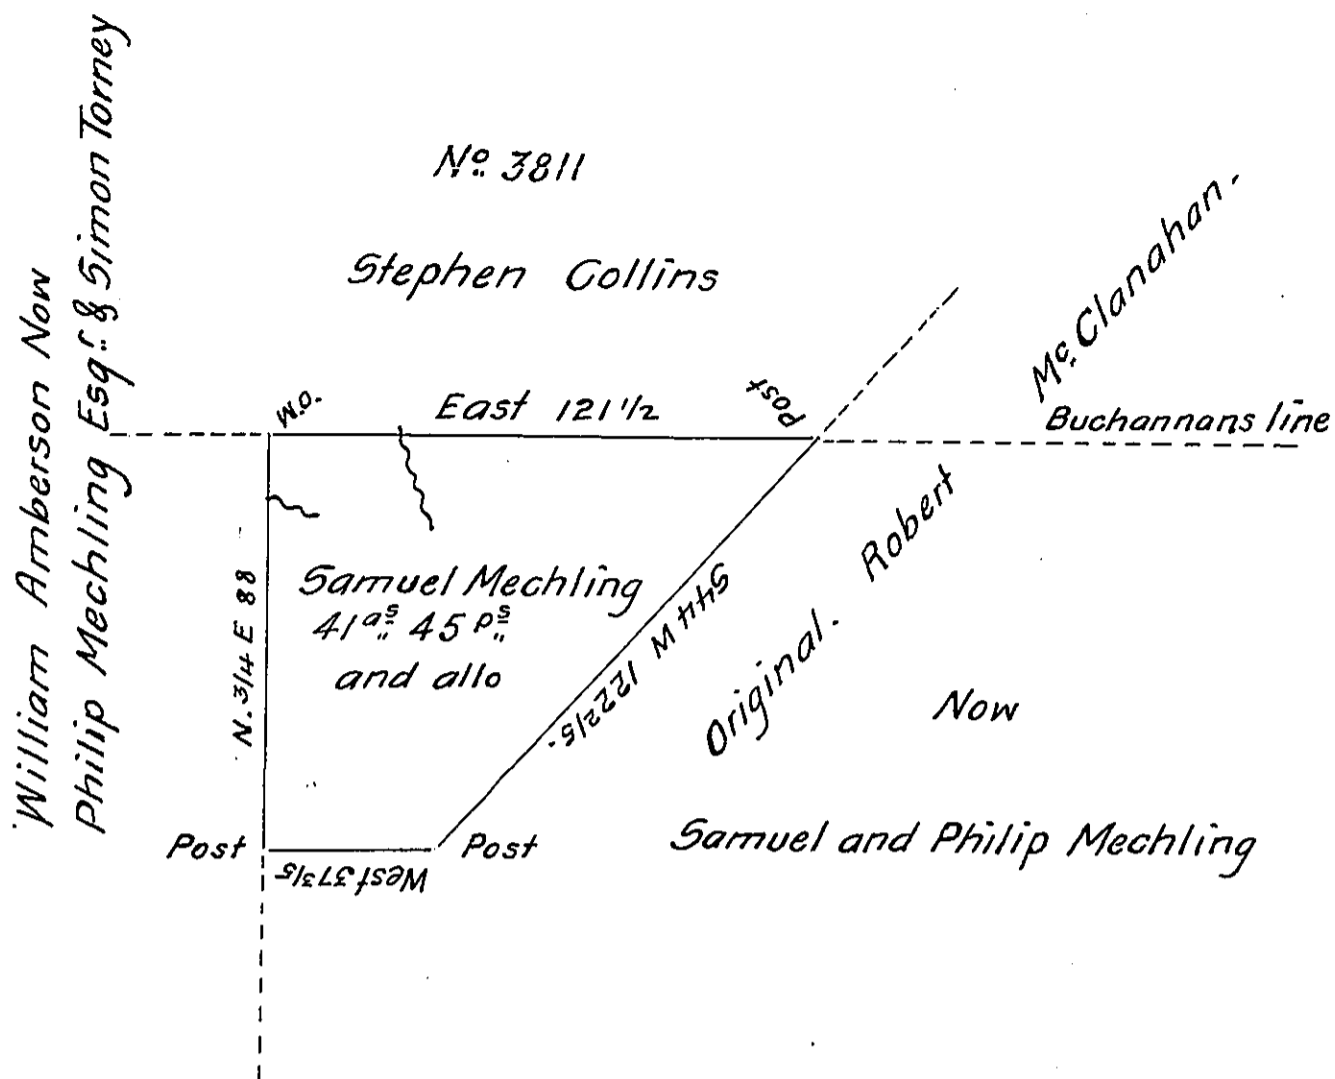 William Amberson Now
Philip Mechling Esqr. & Simon Torney
No. 3811
Stephen Collins
Mc. Clanahan.
W.O.
East 121 1/2
Post
Buchannans line
Robert
Original.
N. 3/4 E 88
Samuel Mechling
41 as. 45 ps.
and allo
S44 W 122 2/5.
Now
Post
Post
Samuel and Philip Mechling
West 37 3/5